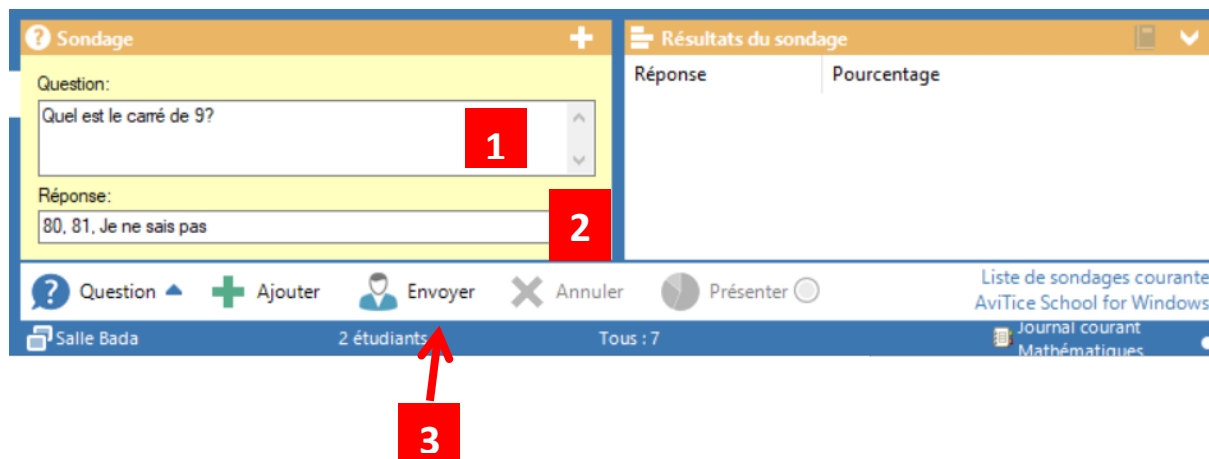 Sondage
Question:
Quel est le carré de 9?
1
Réponse:
80, 81, Je ne sais pas
2
Résultats du sondage
Réponse Pourcentage
Question Ajouter Envoyer Annuler Présenter
Liste de sondages courante
AviTice School for Windows
Salle Bada 2 étudiants Tous : 7
Journal courant
Mathématiques
3